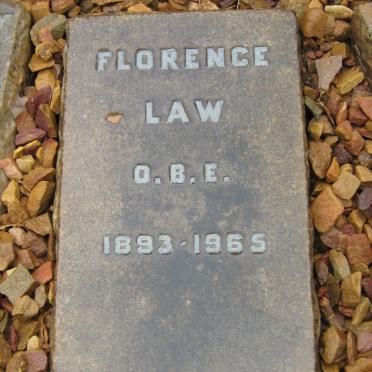 FLORENCE
LAW
O.B.E.
1893-1965